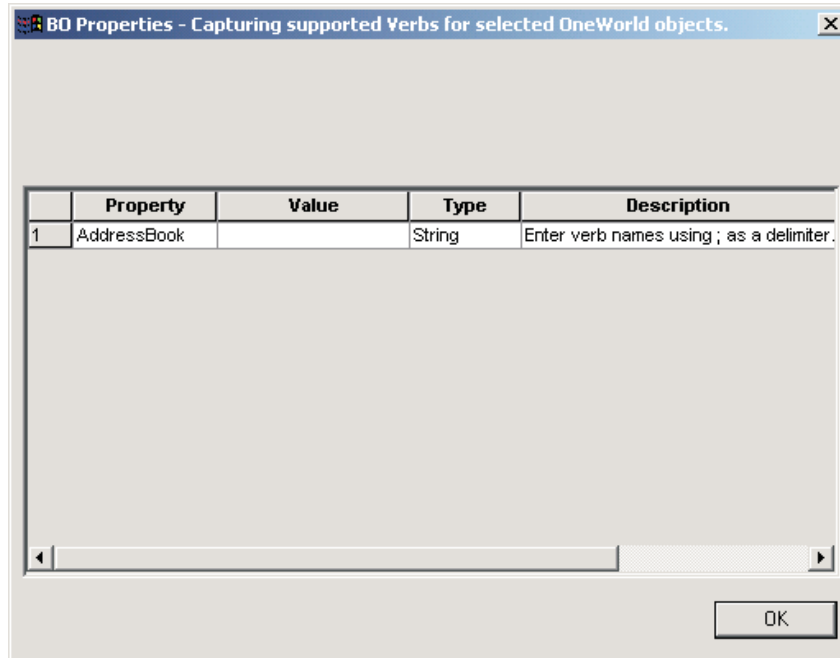 BO Properties - Capturing supported Verbs for selected OneWorld objects.
Property Value Type Description
1 AddressBook String Enter verb names using ; as a delimiter.
OK